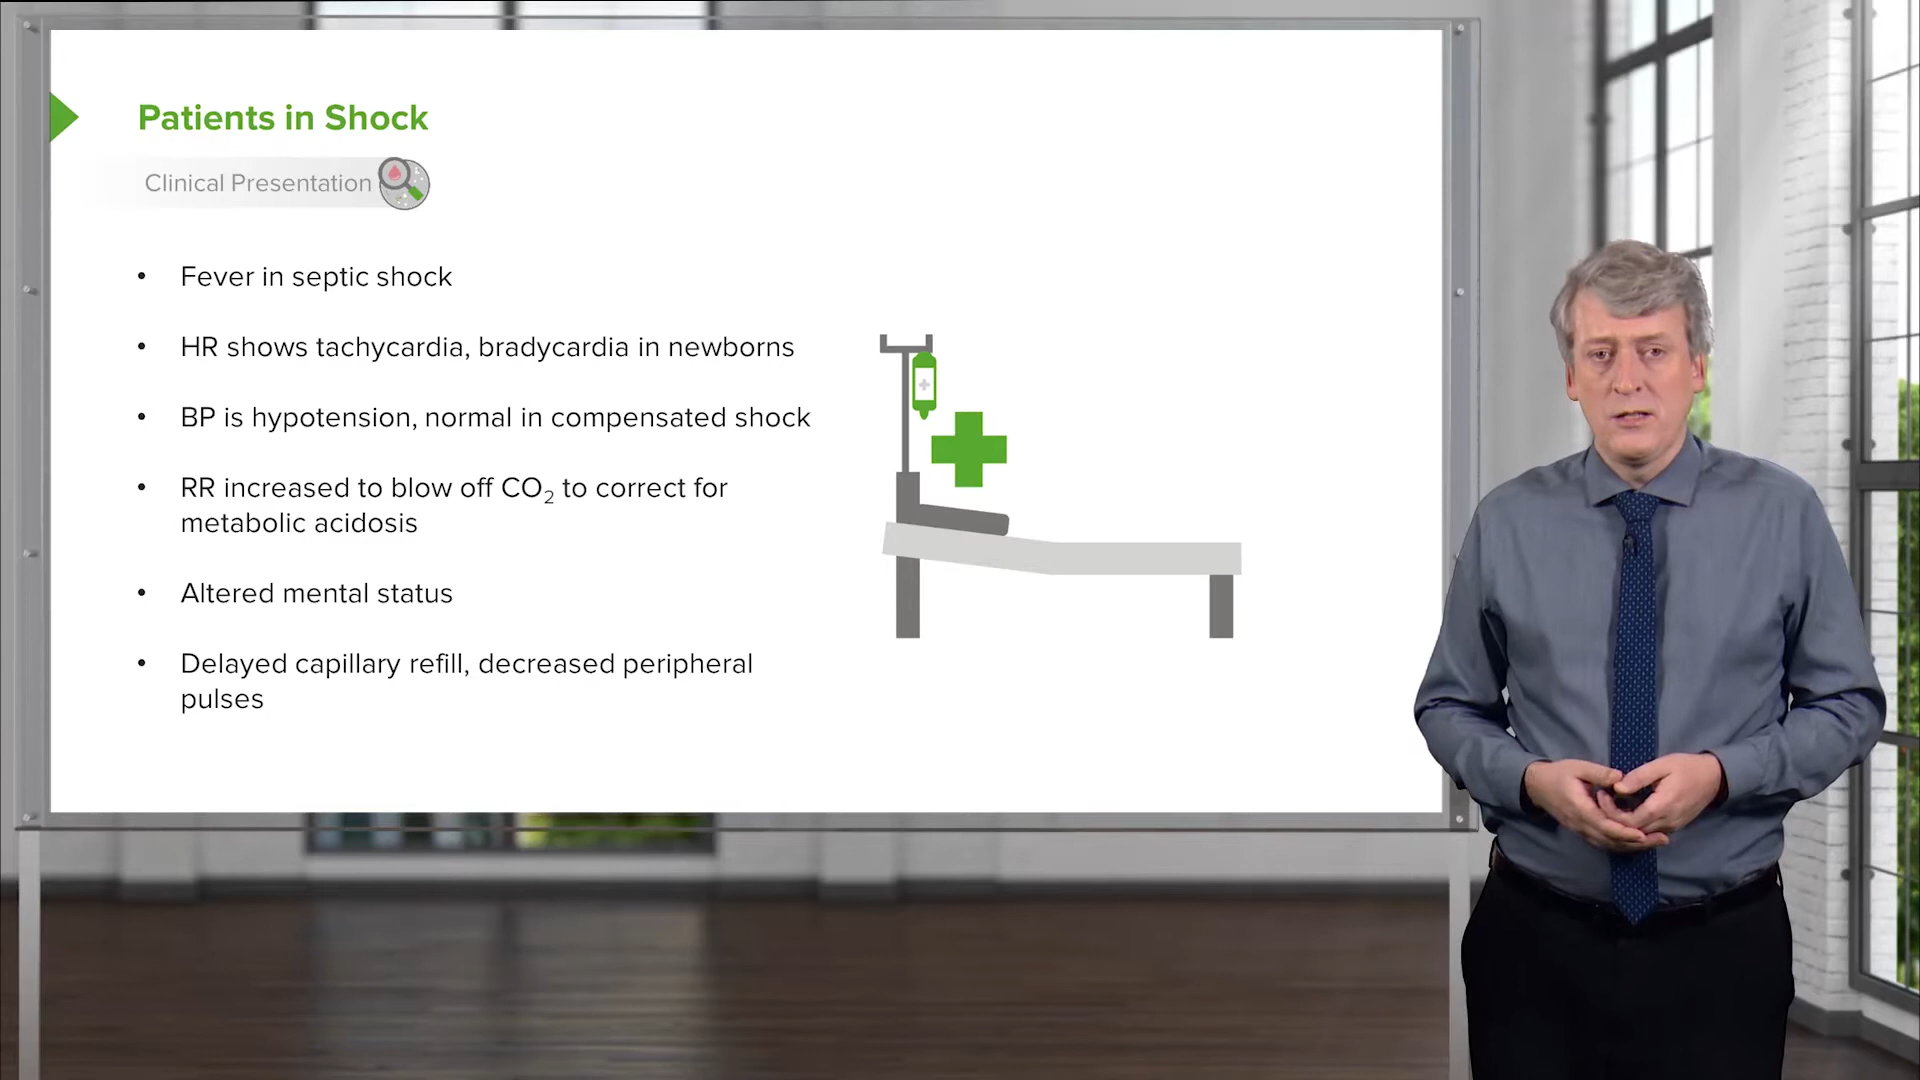 Patients in Shock
Clinical Presentation
• Fever in septic shock
• HR shows tachycardia, bradycardia in newborns
• BP is hypotension, normal in compensated shock
• RR increased to blow off CO₂ to correct for
metabolic acidosis
• Altered mental status
• Delayed capillary refill, decreased peripheral
pulses